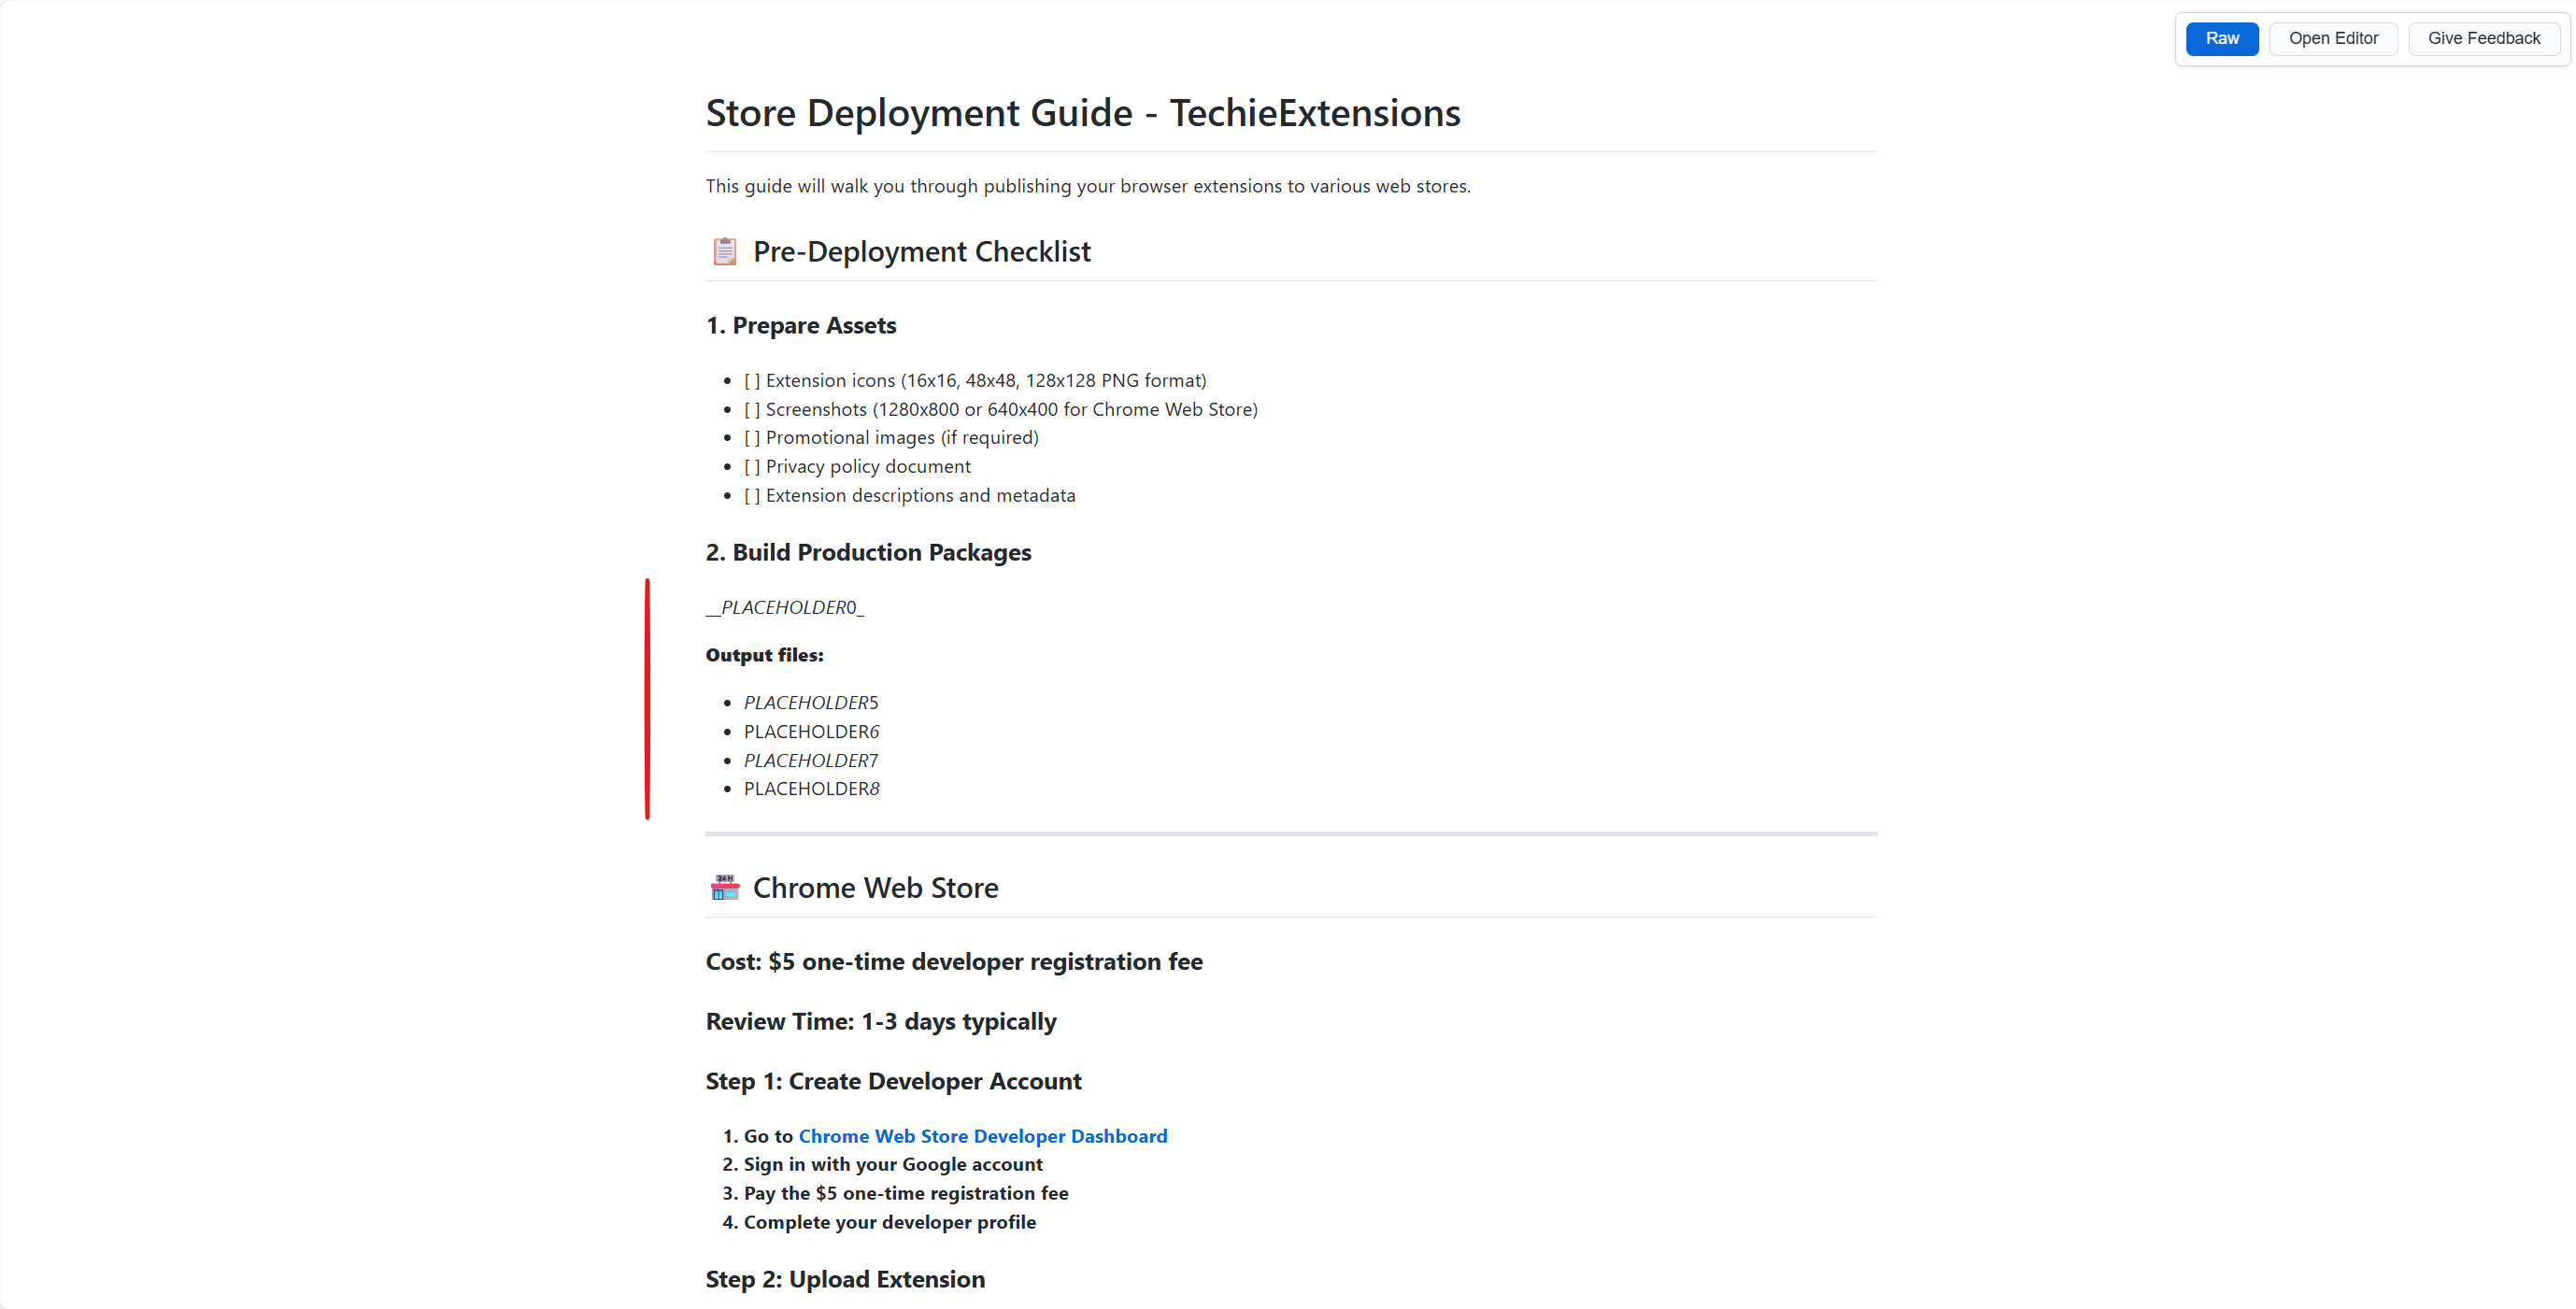 Raw Open Editor Give Feedback
Store Deployment Guide - TechieExtensions
This guide will walk you through publishing your browser extensions to various web stores.
📋 Pre-Deployment Checklist
1. Prepare Assets
• [ ] Extension icons (16x16, 48x48, 128x128 PNG format)
• [ ] Screenshots (1280x800 or 640x400 for Chrome Web Store)
• [ ] Promotional images (if required)
• [ ] Privacy policy document
• [ ] Extension descriptions and metadata
2. Build Production Packages
__PLACEHOLDER0_
Output files:
• PLACEHOLDER5
• PLACEHOLDER6
• PLACEHOLDER7
• PLACEHOLDER8
🏪 Chrome Web Store
Cost: $5 one-time developer registration fee
Review Time: 1-3 days typically
Step 1: Create Developer Account
1. Go to Chrome Web Store Developer Dashboard
2. Sign in with your Google account
3. Pay the $5 one-time registration fee
4. Complete your developer profile
Step 2: Upload Extension